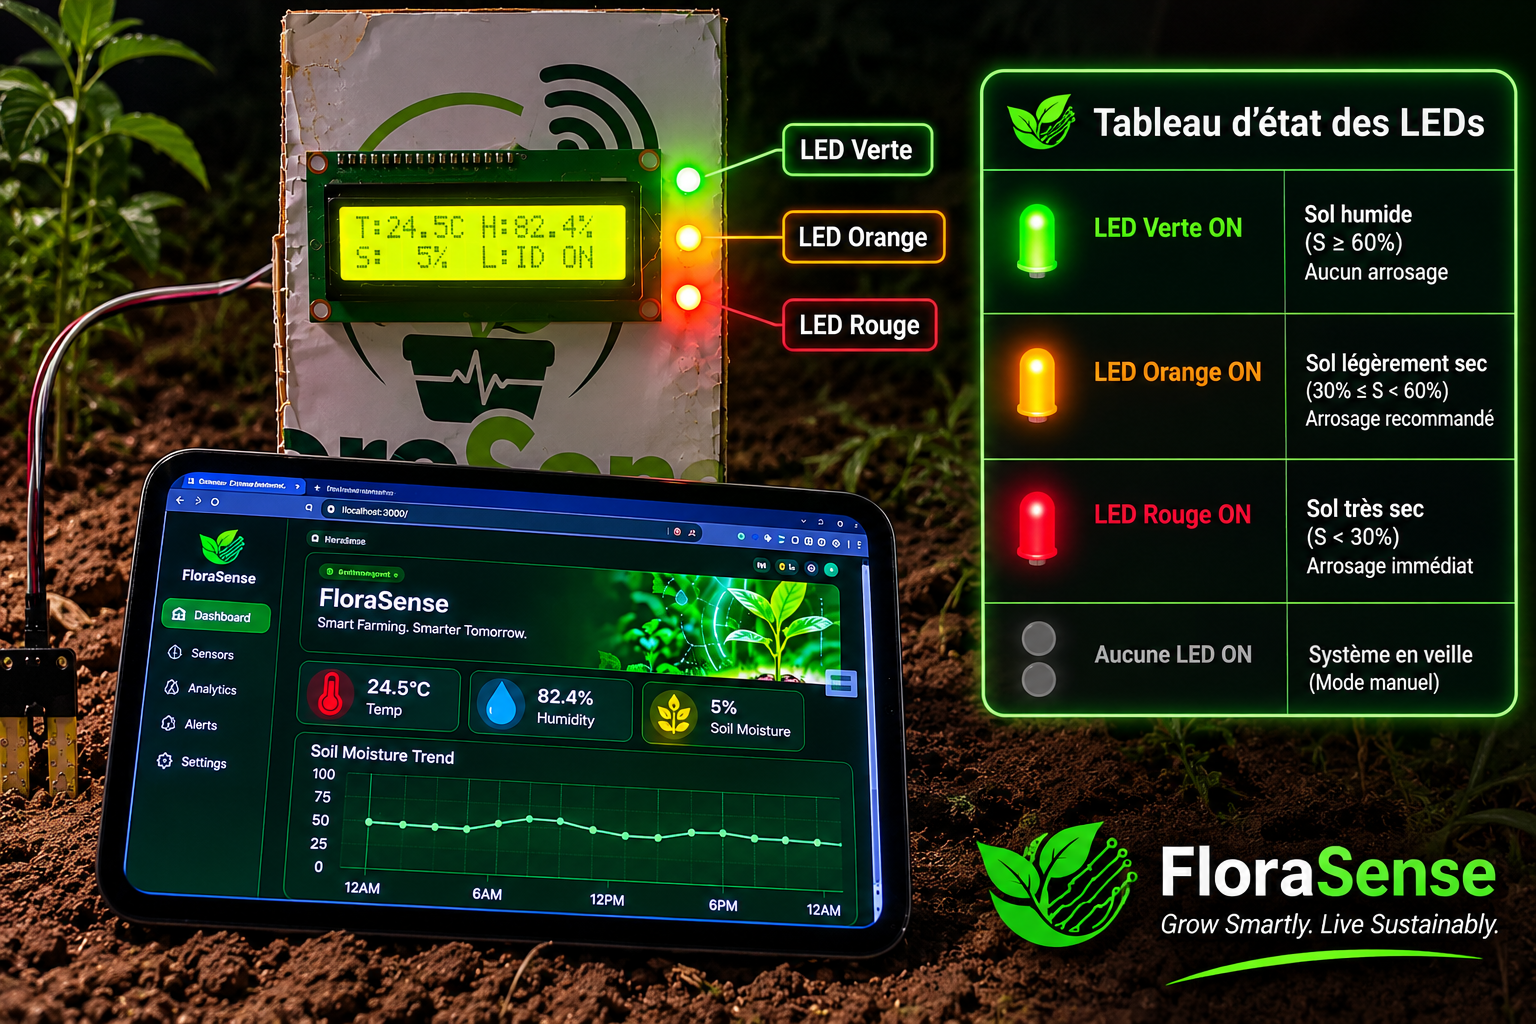 T:24.5C H:82.4%
S: 5% L:ID ON
LED Verte
LED Orange
LED Rouge
Tableau d'état des LEDs
LED Verte ON
Sol humide
(S ≥ 60%)
Aucun arrosage
LED Orange ON
Sol légèrement sec
(30% ≤ S < 60%)
Arrosage recommandé
LED Rouge ON
Sol très sec
(S < 30%)
Arrosage immédiat
Aucune LED ON
Système en veille
(Mode manuel)
llocalhost:3000/
FloraSense
Dashboard
Sensors
Analytics
Alerts
Settings
HeraSense
FloraSense
Smart Farming. Smarter Tomorrow.
24.5°C
Temp
82.4%
Humidity
5%
Soil Moisture
Soil Moisture Trend
100
75
50
25
0
12AM
6AM
12PM
6PM
12AM
FloraSense
Grow Smartly. Live Sustainably.